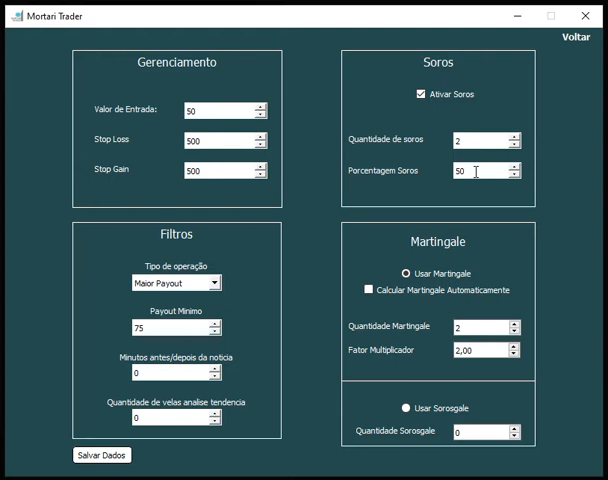 Mortari Trader
Voltar
Gerenciamento
Valor de Entrada:
50
Stop Loss
500
Stop Gain
500
Soros
Ativar Soros
Quantidade de soros
2
Porcentagem Soros
50
Filtros
Tipo de operação
Maior Payout
Payout Minimo
75
Minutos antes/depois da noticia
0
Quantidade de velas analise tendencia
0
Martingale
Usar Martingale
Calcular Martingale Automaticamente
Quantidade Martingale
2
Fator Multiplicador
2,00
Usar Sorosgale
Quantidade Sorosgale
0
Salvar Dados